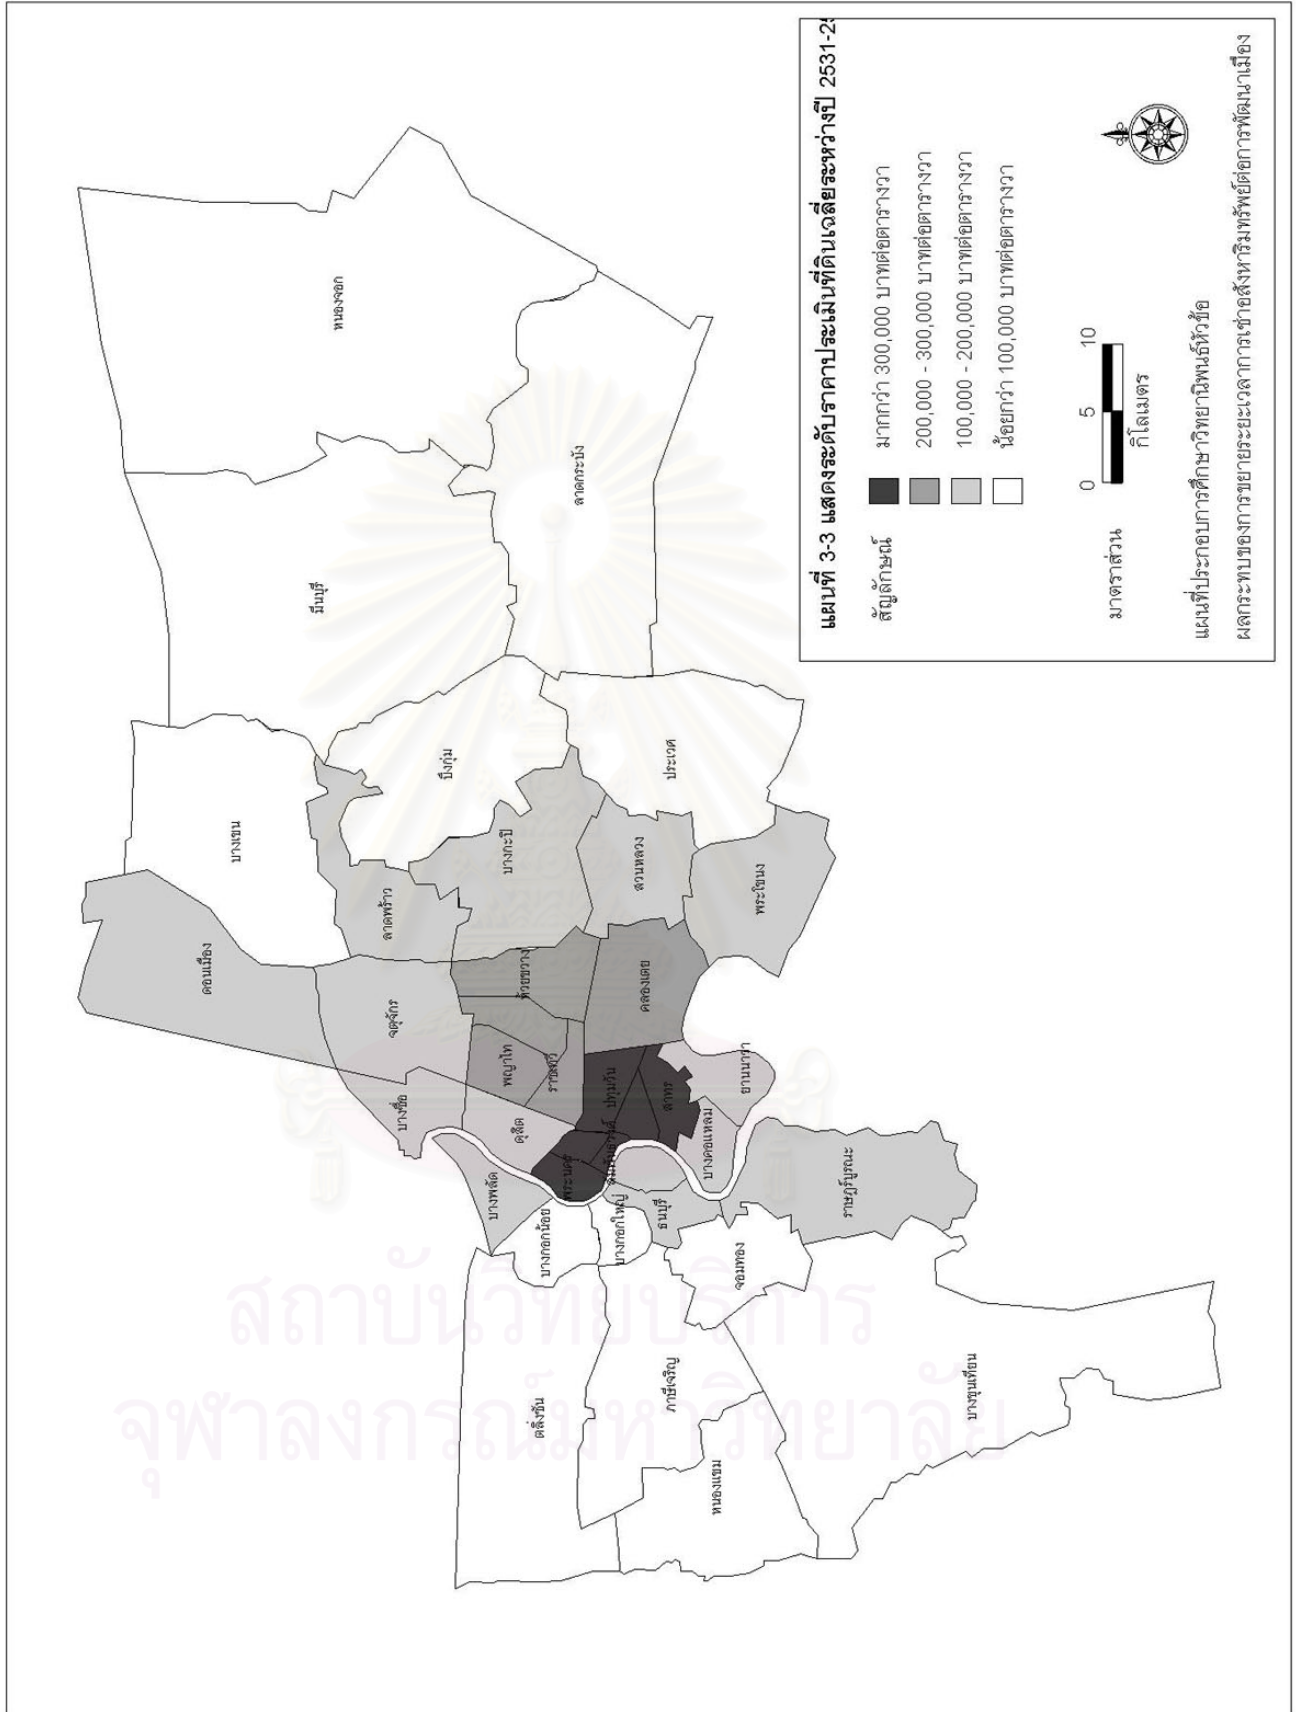 หนองจอก
มีนบุรี
ลาดกระบัง
บางเขน
บึงกุ่ม
ประเวศ
ดอนเมือง
ลาดพร้าว
บางกะปิ
สวนหลวง
พระโขนง
จตุจักร
ห้วยขวาง
คลองเตย
บางซื่อ
พญาไท
ราชเทวี
ดุสิต
ปทุมวัน
สาทร
ยานนาวา
บางพลัด
พระนคร
สัมพันธวงศ์
บางคอแหลม
บางกอกน้อย
บางกอกใหญ่
ธนบุรี
ราษฎร์บูรณะ
จอมทอง
ตลิ่งชัน
ภาษีเจริญ
หนองแขม
บางขุนเทียน
แผนที่ 3-3 แสดงระดับราคาประเมินที่ดินเฉลี่ยระหว่างปี 2531-25
สัญลักษณ์
มากกว่า 300,000 บาทต่อตารางวา
200,000 - 300,000 บาทต่อตารางวา
100,000 - 200,000 บาทต่อตารางวา
น้อยกว่า 100,000 บาทต่อตารางวา
มาตราส่วน
0 5 10
กิโลเมตร
แผนที่ประกอบการศึกษาวิทยานิพนธ์หัวข้อ
ผลกระทบของการขยายระยะเวลาการเช่าอสังหาริมทรัพย์ต่อการพัฒนาเมือง
สถาบันวิทยบริการ
จุฬาลงกรณ์มหาวิทยาลัย